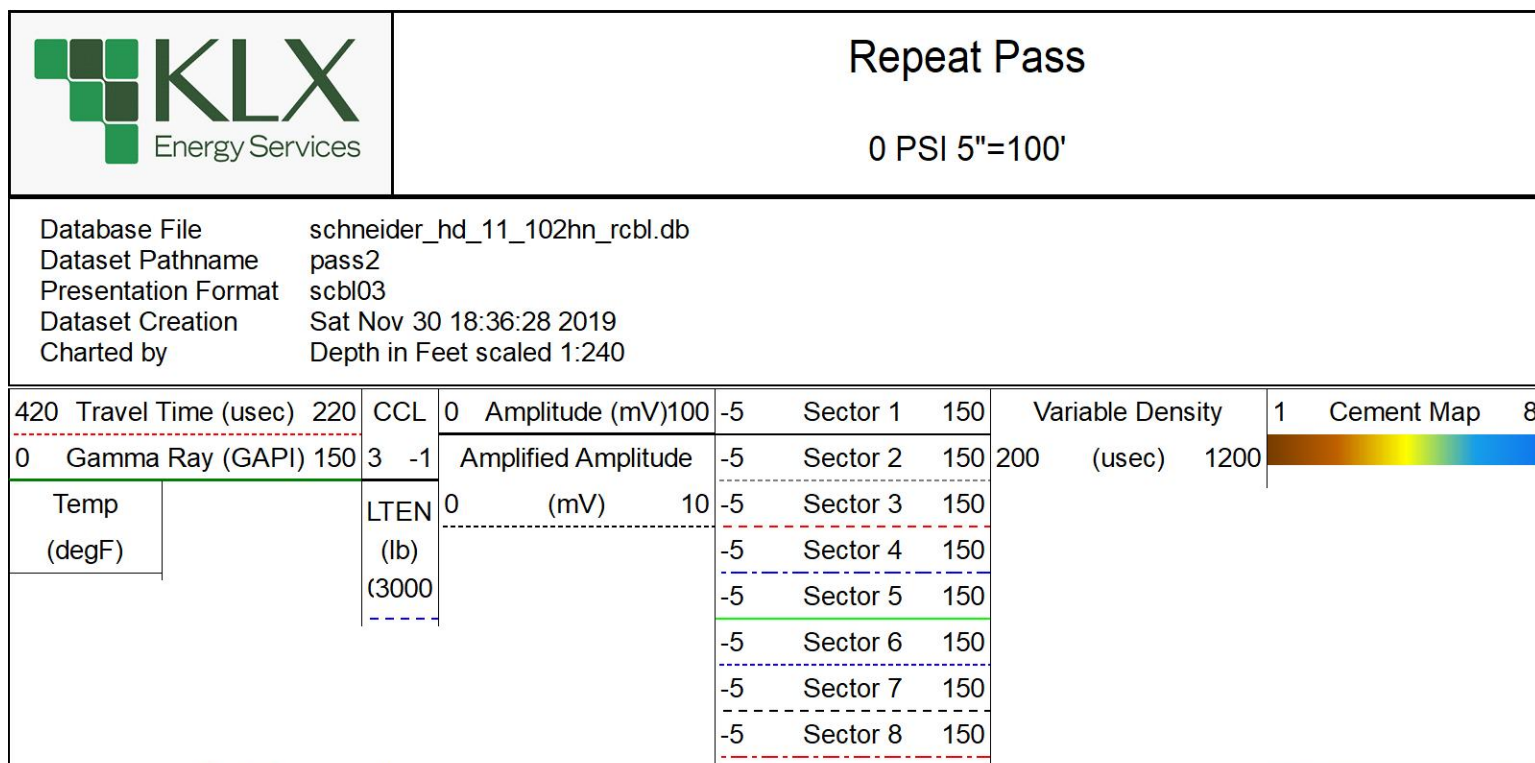 KLX
Energy Services
Repeat Pass
0 PSI 5"=100'
Database File schneider_hd_11_102hn_rcbl.db
Dataset Pathname pass2
Presentation Format scbl03
Dataset Creation Sat Nov 30 18:36:28 2019
Charted by Depth in Feet scaled 1:240
420 Travel Time (usec) 220
0 Gamma Ray (GAPI) 150
Temp
(degF)
CCL
3 -1
LTEN
(lb)
(3000
0 Amplitude (mV)100
Amplified Amplitude
0 (mV) 10
-5 Sector 1 150
-5 Sector 2 150
-5 Sector 3 150
-5 Sector 4 150
-5 Sector 5 150
-5 Sector 6 150
-5 Sector 7 150
-5 Sector 8 150
Variable Density
200 (usec) 1200
1 Cement Map 8